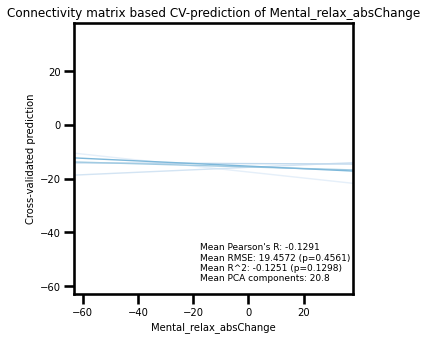 Connectivity matrix based CV-prediction of Mental_relax_absChange
20
0
−20
−40
−60
Cross-validated prediction
Mean Pearson's R: -0.1291
Mean RMSE: 19.4572 (p=0.4561)
Mean R^2: -0.1251 (p=0.1298)
Mean PCA components: 20.8
−60 −40 −20 0 20
Mental_relax_absChange